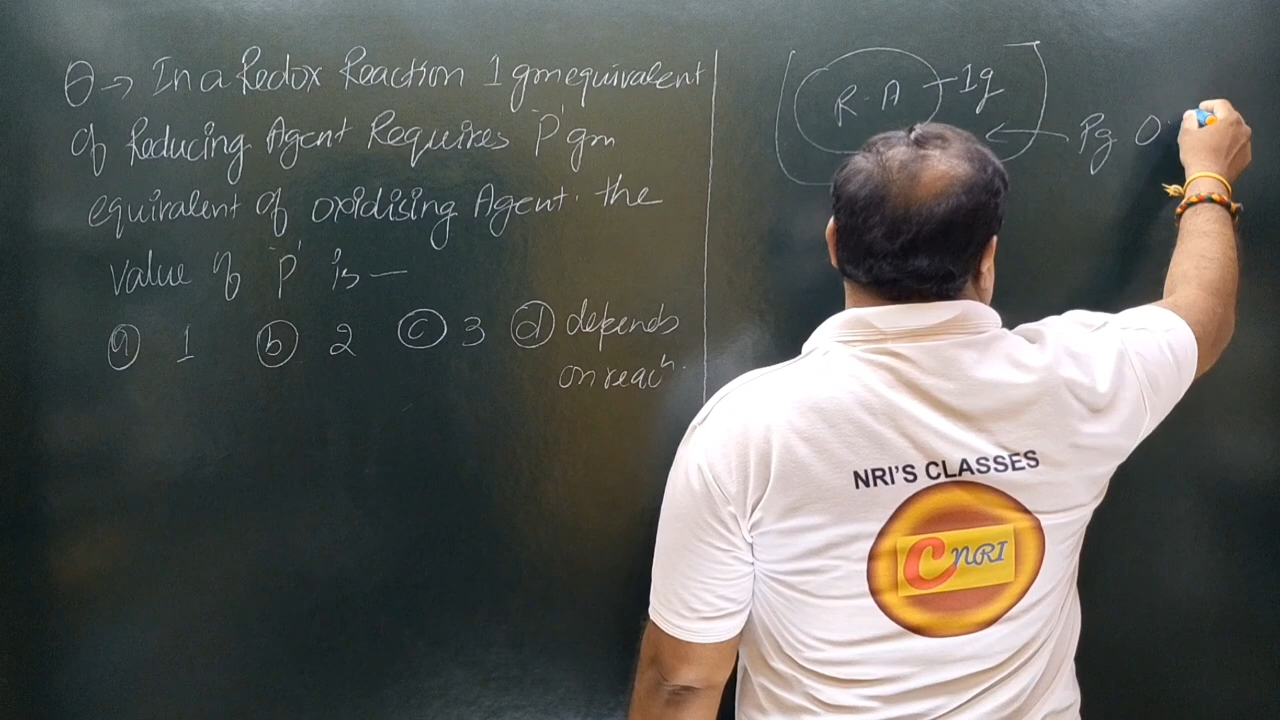 Q → In a Redox Reaction 1 gm equivalent
of Reducing Agent Requires 'P' gm
equivalent of oxidising Agent. the
value of 'P' is —
(a) 1 (b) 2 (c) 3 (d) depends
on reacn.
R.A - 1g
← Pg O.
NRI'S CLASSES
CNRI